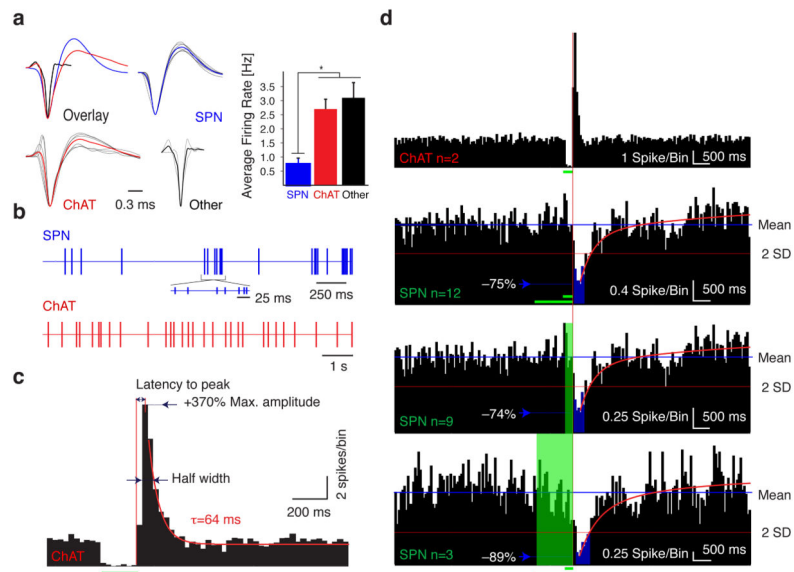 a
Overlay
SPN
ChAT
Other
0.3 ms
Average Firing Rate [Hz]
3.5
3.0
2.5
2.0
1.5
1.0
0.5
*
SPN ChAT Other
b
SPN
25 ms
250 ms
ChAT
1 s
c
Latency to peak
+370% Max. amplitude
Half width
τ=64 ms
2 spikes/bin
200 ms
ChAT
d
ChAT n=2
1 Spike/Bin
500 ms
Mean
2 SD
−75%
SPN n=12
0.4 Spike/Bin
500 ms
Mean
2 SD
−74%
SPN n=9
0.25 Spike/Bin
500 ms
Mean
2 SD
−89%
SPN n=3
0.25 Spike/Bin
500 ms